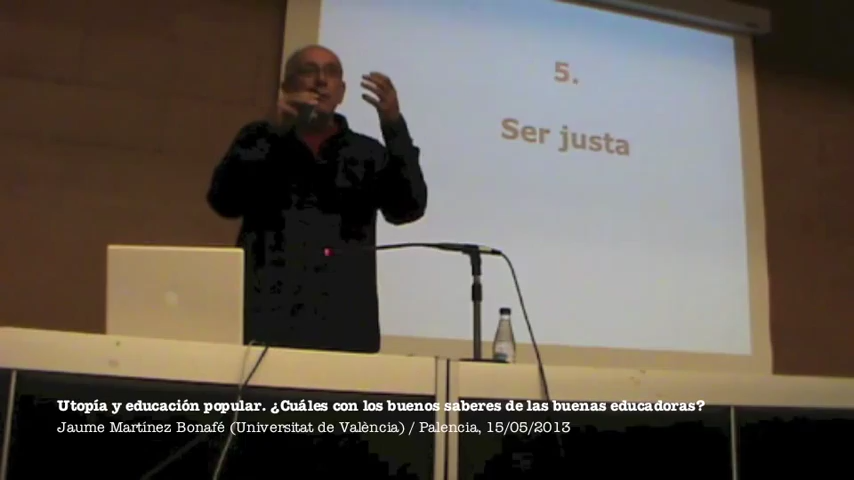 5.
Ser justa
Utopía y educación popular. ¿Cuáles con los buenos saberes de las buenas educadoras?
Jaume Martínez Bonafé (Universitat de València) / Palencia, 15/05/2013